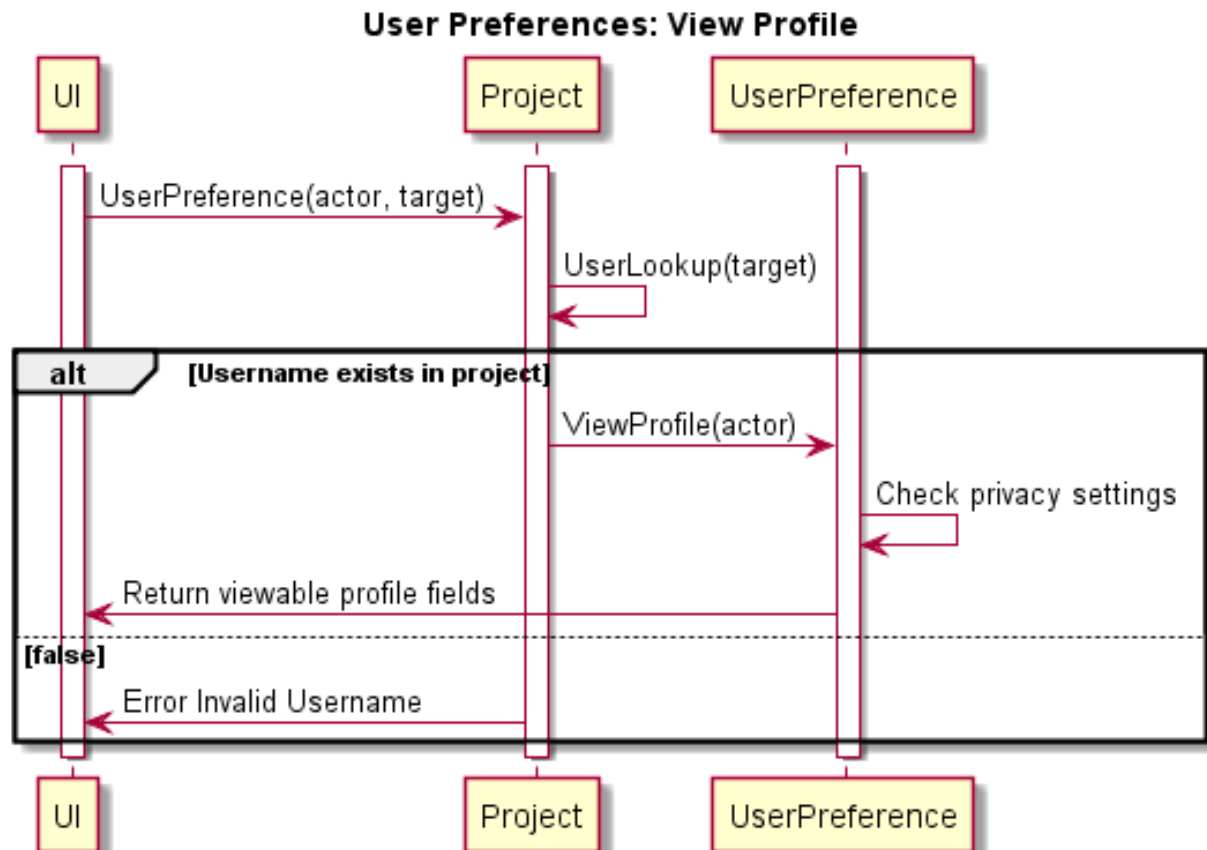 User Preferences: View Profile
UI
Project
UserPreference
UserPreference(actor, target)
UserLookup(target)
alt
[Username exists in project]
ViewProfile(actor)
Check privacy settings
Return viewable profile fields
[false]
Error Invalid Username
UI
Project
UserPreference